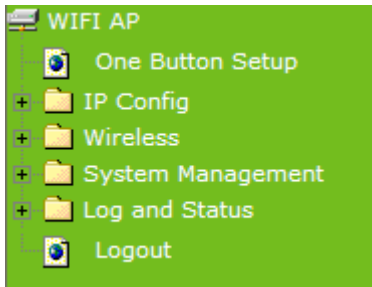 WIFI AP
One Button Setup
IP Config
Wireless
System Management
Log and Status
Logout